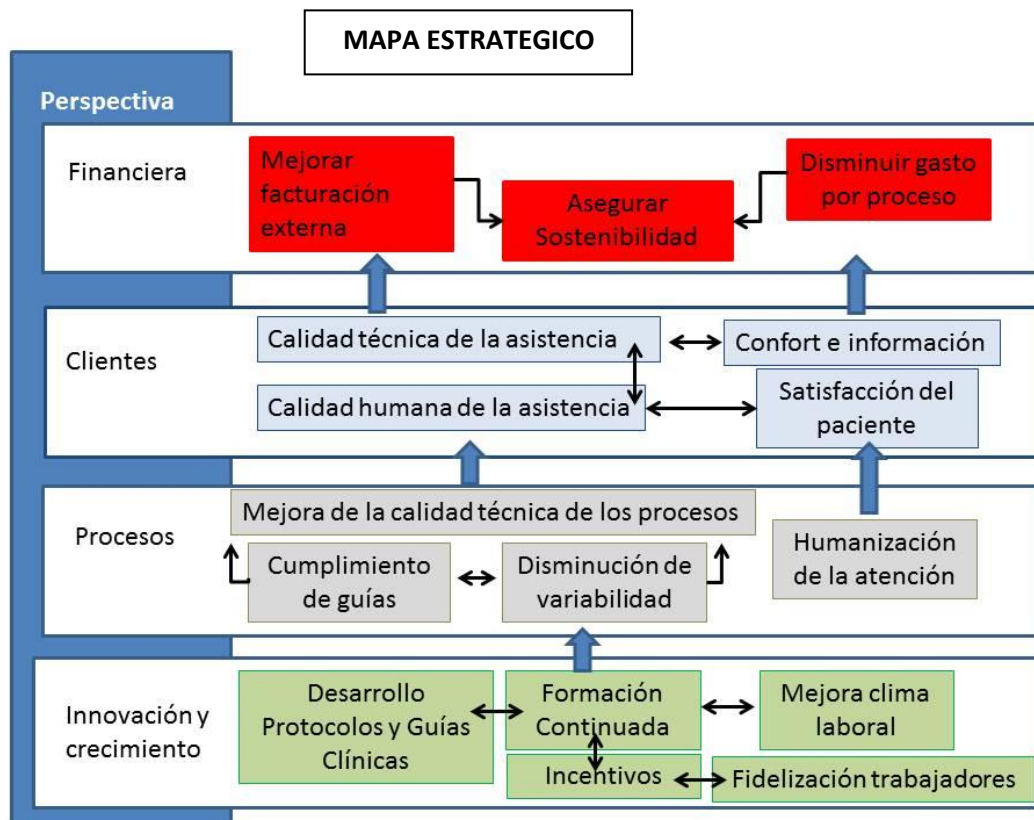 MAPA ESTRATEGICO
Perspectiva
Financiera
Mejorar
facturación
externa
Asegurar
Sostenibilidad
Disminuir gasto
por proceso
Clientes
Calidad técnica de la asistencia
Confort e información
Calidad humana de la asistencia
Satisfacción del
paciente
Procesos
Mejora de la calidad técnica de los procesos
Cumplimiento
de guías
Disminución de
variabilidad
Humanización
de la atención
Innovación y
crecimiento
Desarrollo
Protocolos y Guías
Clínicas
Formación
Continuada
Mejora clima
laboral
Incentivos
Fidelización trabajadores